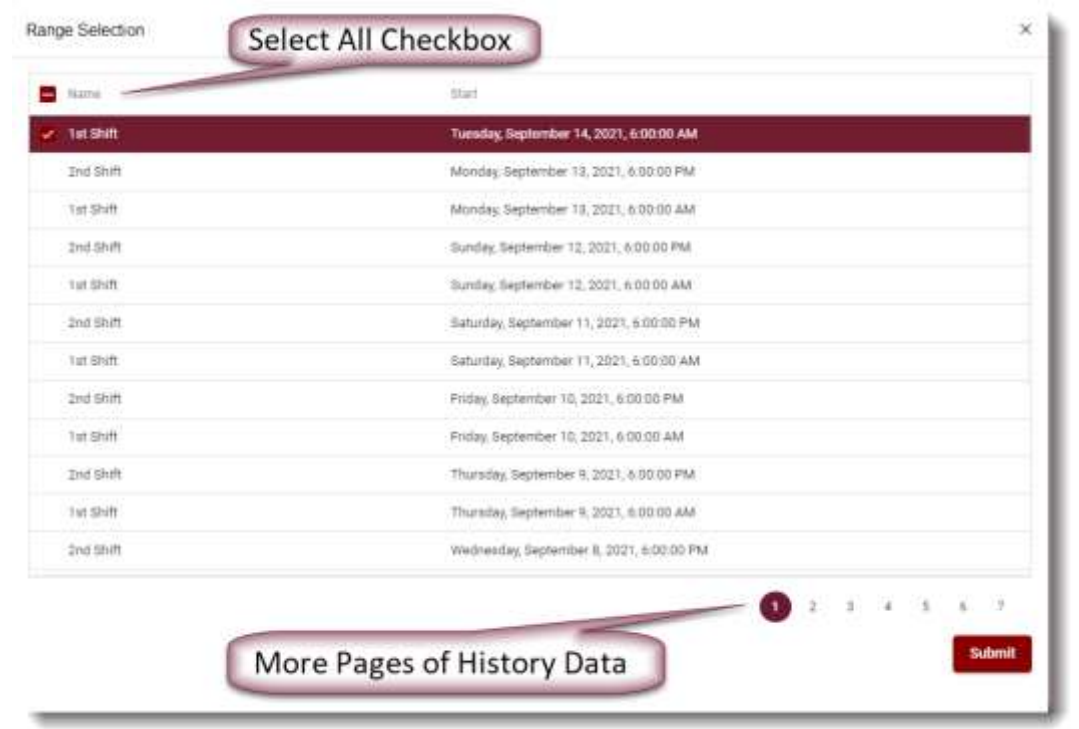 Range Selection
Select All Checkbox
×
Name Start
1st Shift Tuesday, September 14, 2021, 6:00:00 AM
2nd Shift Monday, September 13, 2021, 6:00:00 PM
1st Shift Monday, September 13, 2021, 6:00:00 AM
2nd Shift Sunday, September 12, 2021, 6:00:00 PM
1st Shift Sunday, September 12, 2021, 6:00:00 AM
2nd Shift Saturday, September 11, 2021, 6:00:00 PM
1st Shift Saturday, September 11, 2021, 6:00:00 AM
2nd Shift Friday, September 10, 2021, 6:00:00 PM
1st Shift Friday, September 10, 2021, 6:00:00 AM
2nd Shift Thursday, September 9, 2021, 6:00:00 PM
1st Shift Thursday, September 9, 2021, 6:00:00 AM
2nd Shift Wednesday, September 8, 2021, 6:00:00 PM
1 2 3 4 5 6 7
More Pages of History Data
Submit